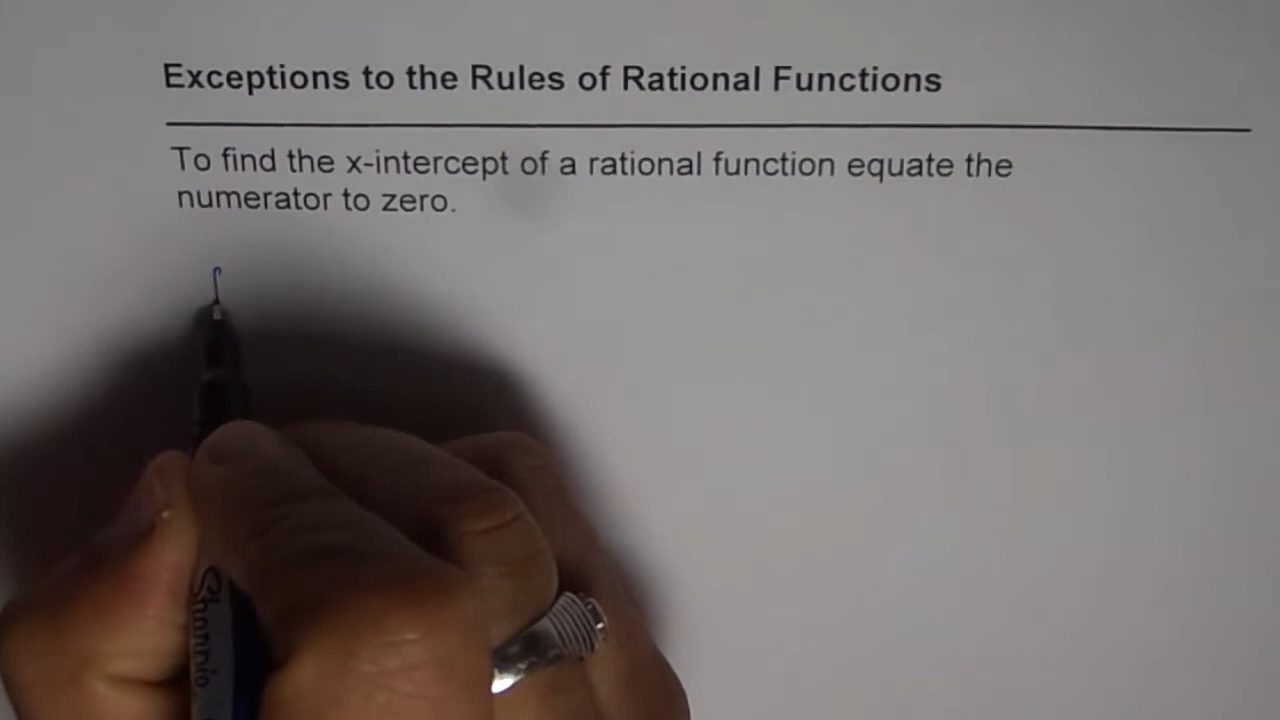 Exceptions to the Rules of Rational Functions
To find the x-intercept of a rational function equate the
numerator to zero.
Sharpie